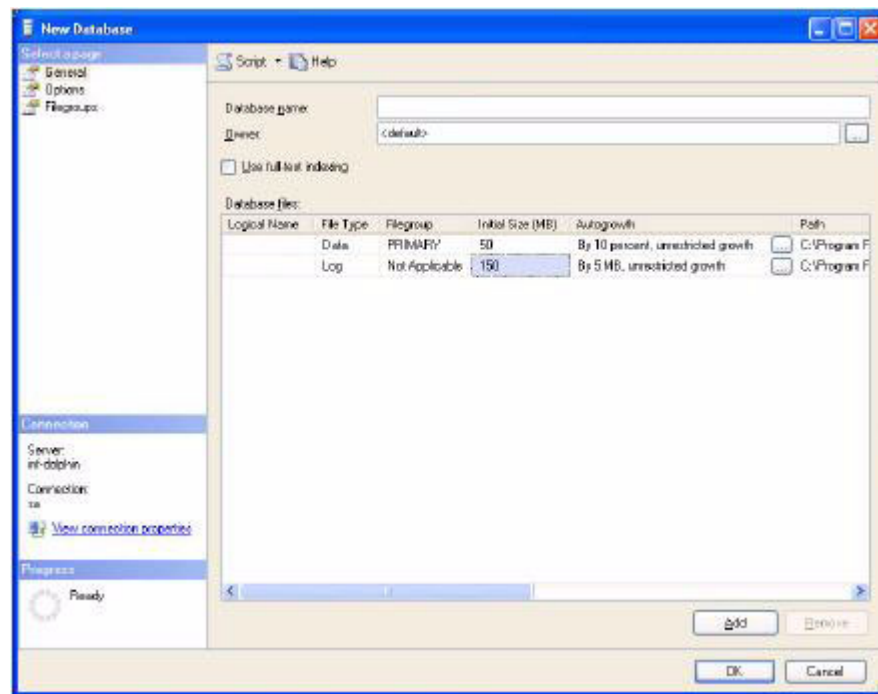 New Database
Select a page
General
Options
Filegroups
Script
Help
Database name:
Owner:
<default>
...
Use full-text indexing
Database files:
Logical Name File Type Filegroup Initial Size (MB) Autogrowth Path
Data PRIMARY 50 By 10 percent, unrestricted growth ... C:\Program F
Log Not Applicable 150 By 5 MB, unrestricted growth ... C:\Program F
Connection
Server:
inf-dolphin
Connection:
sa
View connection properties
Progress
Ready
Add
Remove
OK
Cancel